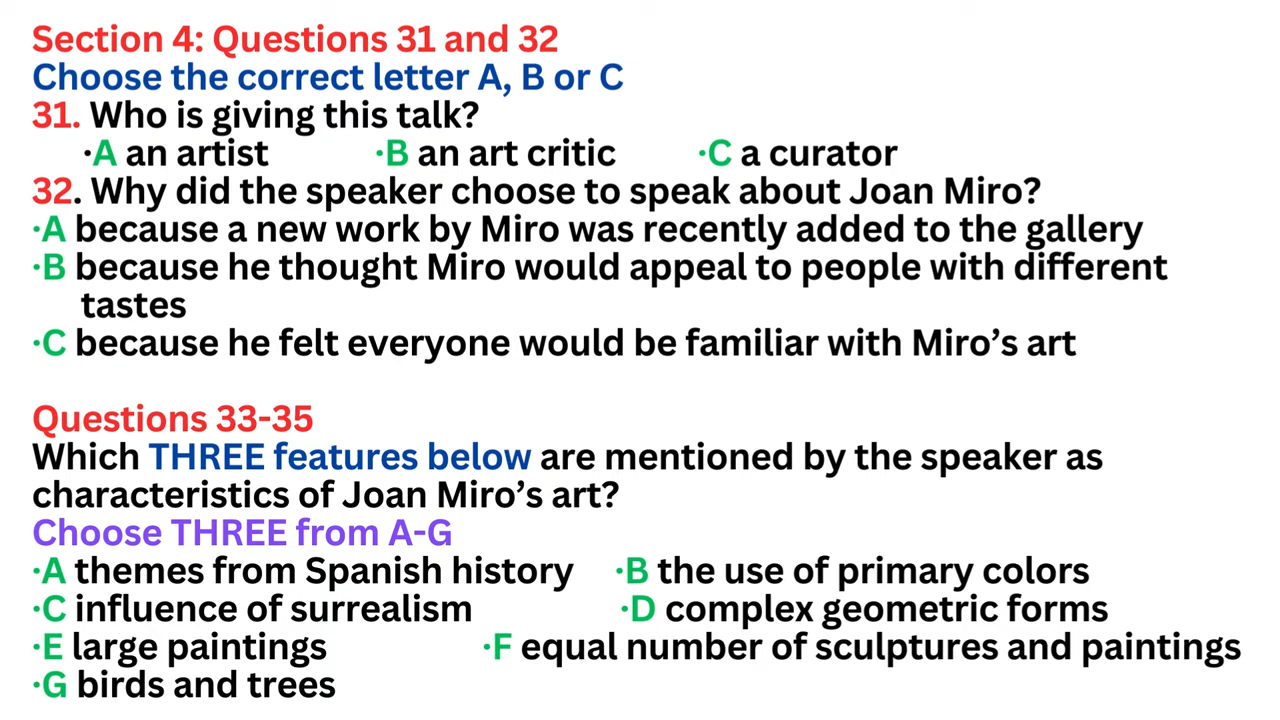 Section 4: Questions 31 and 32
Choose the correct letter A, B or C
31. Who is giving this talk?
·A an artist ·B an art critic ·C a curator
32. Why did the speaker choose to speak about Joan Miro?
·A because a new work by Miro was recently added to the gallery
·B because he thought Miro would appeal to people with different
tastes
·C because he felt everyone would be familiar with Miro’s art
Questions 33-35
Which THREE features below are mentioned by the speaker as
characteristics of Joan Miro’s art?
Choose THREE from A-G
·A themes from Spanish history ·B the use of primary colors
·C influence of surrealism ·D complex geometric forms
·E large paintings ·F equal number of sculptures and paintings
·G birds and trees